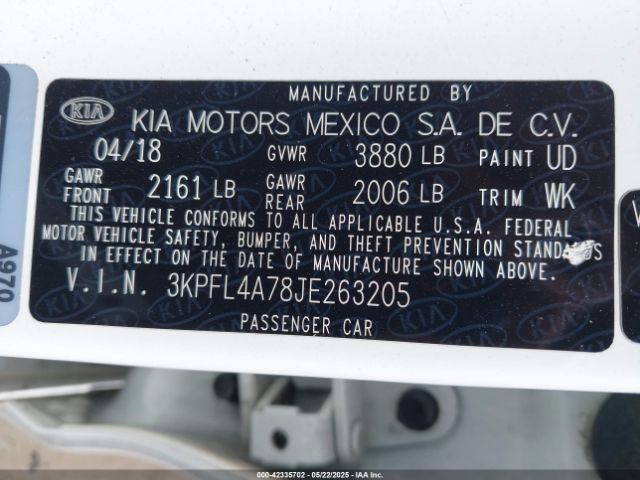 MANUFACTURED BY
KIA KIA MOTORS MEXICO S.A. DE C.V.
04/18 GVWR 3880 LB PAINT UD
GAWR FRONT 2161 LB GAWR REAR 2006 LB TRIM WK
THIS VEHICLE CONFORMS TO ALL APPLICABLE U.S.A. FEDERAL
MOTOR VEHICLE SAFETY, BUMPER, AND THEFT PREVENTION STANDARDS
IN EFFECT ON THE DATE OF MANUFACTURE SHOWN ABOVE.
V.I.N. 3KPFL4A78JE263205
PASSENGER CAR
A970
000-42335702 - 05/22/2025 - IAA Inc.